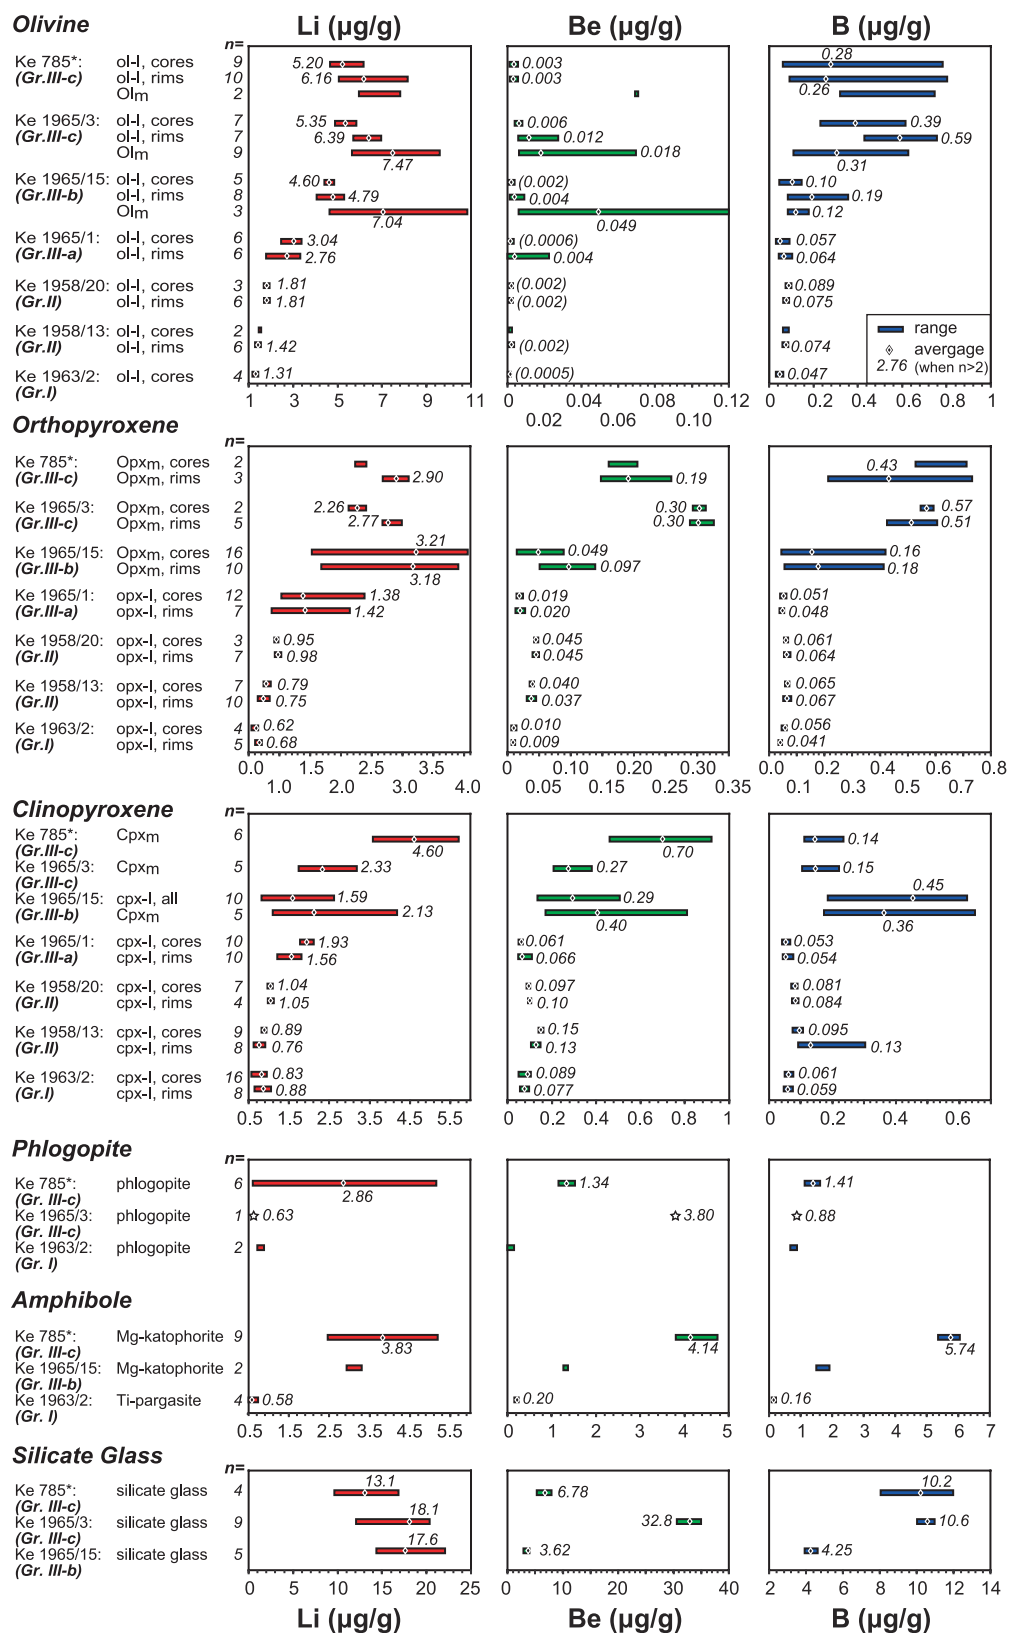 Li (µg/g) Be (µg/g) B (µg/g)
Olivine
n=
Ke 785*: ol-I, cores 9 5.20 0.003 0.28
(Gr.III-c) ol-I, rims 10 6.16 0.003 0.26
Olm 2
Ke 1965/3: ol-I, cores 7 5.35 0.006 0.39
(Gr.III-c) ol-I, rims 7 6.39 0.012 0.59
Olm 9 7.47 0.018 0.31
Ke 1965/15: ol-I, cores 5 4.60 (0.002) 0.10
(Gr.III-b) ol-I, rims 8 4.79 0.004 0.19
Olm 3 7.04 0.049 0.12
Ke 1965/1: ol-I, cores 6 3.04 (0.0006) 0.057
(Gr.III-a) ol-I, rims 6 2.76 0.004 0.064
Ke 1958/20: ol-I, cores 3 1.81 (0.002) 0.089
(Gr.II) ol-I, rims 6 1.81 (0.002) 0.075
Ke 1958/13: ol-I, cores 2
(Gr.II) ol-I, rims 6 1.42 (0.002) 0.074
Ke 1963/2: ol-I, cores 4 1.31 (0.0005) 0.047
(Gr.I)
range
avergage
2.76 (when n>2)
1 3 5 7 9 11 0 0.04 0.08 0.12 0 0.2 0.4 0.6 0.8 1
0.02 0.06 0.10
Orthopyroxene
n=
Ke 785*: Opxm, cores 2
(Gr.III-c) Opxm, rims 3 2.90 0.19 0.43
Ke 1965/3: Opxm, cores 2 2.26 0.30 0.57
(Gr.III-c) Opxm, rims 5 2.77 0.30 0.51
Ke 1965/15: Opxm, cores 16 3.21 0.049 0.16
(Gr.III-b) Opxm, rims 10 3.18 0.097 0.18
Ke 1965/1: opx-I, cores 12 1.38 0.019 0.051
(Gr.III-a) opx-I, rims 7 1.42 0.020 0.048
Ke 1958/20: opx-I, cores 3 0.95 0.045 0.061
(Gr.II) opx-I, rims 7 0.98 0.045 0.064
Ke 1958/13: opx-I, cores 7 0.79 0.040 0.065
(Gr.II) opx-I, rims 10 0.75 0.037 0.067
Ke 1963/2: opx-I, cores 4 0.62 0.010 0.056
(Gr.I) opx-I, rims 5 0.68 0.009 0.041
0.0 1.5 2.5 3.5 0 0.10 0.20 0.30 0.0 0.2 0.4 0.6 0.8
1.0 2.0 3.0 4.0 0.05 0.15 0.25 0.35 0.1 0.3 0.5 0.7
Clinopyroxene
n=
Ke 785*: Cpxm 6 4.60 0.70 0.14
(Gr.III-c)
Ke 1965/3: Cpxm 5 2.33 0.27 0.15
(Gr.III-c)
Ke 1965/15: cpx-I, all 10 1.59 0.29 0.45
(Gr.III-b) Cpxm 5 2.13 0.40 0.36
Ke 1965/1: cpx-I, cores 10 1.93 0.061 0.053
(Gr.III-a) cpx-I, rims 10 1.56 0.066 0.054
Ke 1958/20: cpx-I, cores 7 1.04 0.097 0.081
(Gr.II) cpx-I, rims 4 1.05 0.10 0.084
Ke 1958/13: cpx-I, cores 9 0.89 0.15 0.095
(Gr.II) cpx-I, rims 8 0.76 0.13 0.13
Ke 1963/2: cpx-I, cores 16 0.83 0.089 0.061
(Gr.I) cpx-I, rims 8 0.88 0.077 0.059
0.5 1.5 2.5 3.5 4.5 5.5 0 0.2 0.4 0.6 0.8 1 0 0.2 0.4 0.6
Phlogopite
n=
Ke 785*: phlogopite 6 2.86 1.34 1.41
(Gr. III-c)
Ke 1965/3: phlogopite 1 0.63 3.80 0.88
(Gr. III-c)
Ke 1963/2: phlogopite 2
(Gr. I)
Amphibole
Ke 785*: Mg-katophorite 9 3.83 4.14 5.74
(Gr. III-c)
Ke 1965/15: Mg-katophorite 2
(Gr. III-b)
Ke 1963/2: Ti-pargasite 4 0.58 0.20 0.16
(Gr. I)
0.5 1.5 2.5 3.5 4.5 5.5 0 1 2 3 4 5 0 1 2 3 4 5 6 7
Silicate Glass
n=
Ke 785*: silicate glass 4 13.1 6.78 10.2
(Gr. III-c)
Ke 1965/3: silicate glass 9 18.1 32.8 10.6
(Gr. III-c)
Ke 1965/15: silicate glass 5 17.6 3.62 4.25
(Gr. III-b)
0 5 10 15 20 25 0 10 20 30 40 2 4 6 8 10 12 14
Li (µg/g) Be (µg/g) B (µg/g)